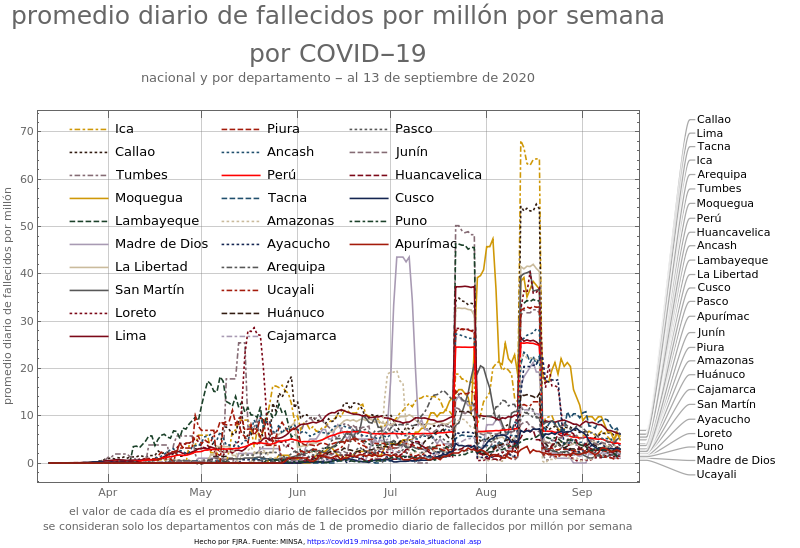 promedio diario de fallecidos por millón por semana
por COVID−19
nacional y por departamento − al 13 de septiembre de 2020
promedio diario de fallecidos por millón
70
60
50
40
30
20
10
0
Ica
Callao
Tumbes
Moquegua
Lambayeque
Madre de Dios
La Libertad
San Martín
Loreto
Lima
Piura
Ancash
Perú
Tacna
Amazonas
Ayacucho
Arequipa
Ucayali
Huánuco
Cajamarca
Pasco
Junín
Huancavelica
Cusco
Puno
Apurímac
Apr May Jun Jul Aug Sep
Callao
Lima
Tacna
Ica
Arequipa
Tumbes
Moquegua
Perú
Huancavelica
Ancash
Lambayeque
La Libertad
Cusco
Pasco
Apurímac
Junín
Piura
Amazonas
Huánuco
Cajamarca
San Martín
Ayacucho
Loreto
Puno
Madre de Dios
Ucayali
el valor de cada día es el promedio diario de fallecidos por millón reportados durante una semana
se consideran solo los departamentos con más de 1 de promedio diario de fallecidos por millón por semana
Hecho por FJRA. Fuente: MINSA, https://covid19.minsa.gob.pe/sala_situacional.asp